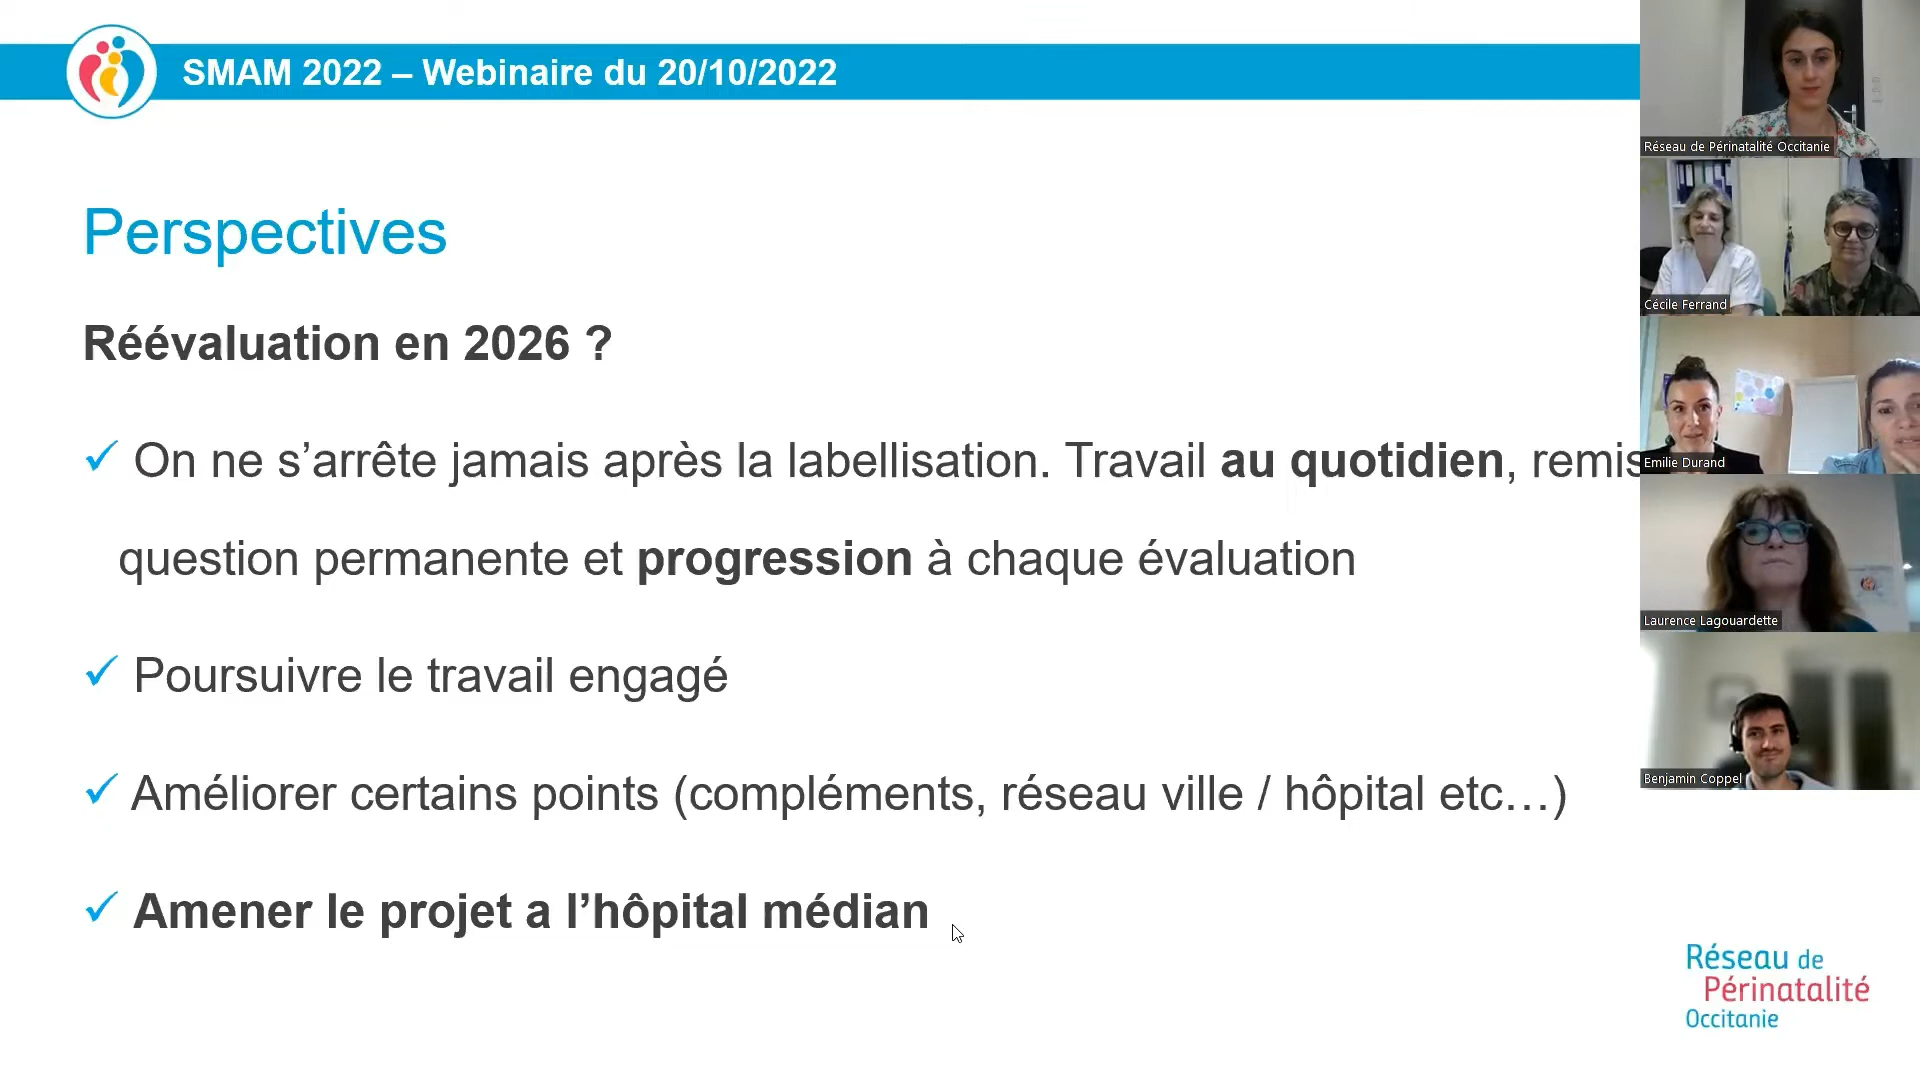 SMAM 2022 – Webinaire du 20/10/2022
Perspectives
Réévaluation en 2026 ?
✓ On ne s’arrête jamais après la labellisation. Travail au quotidien, remis
question permanente et progression à chaque évaluation
✓ Poursuivre le travail engagé
✓ Améliorer certains points (compléments, réseau ville / hôpital etc…)
✓ Amener le projet a l’hôpital médian
Réseau de Périnatalité Occitanie
Cécile Ferrand
Emilie Durand
Laurence Lagouardette
Benjamin Coppel
Réseau de
Périnatalité
Occitanie